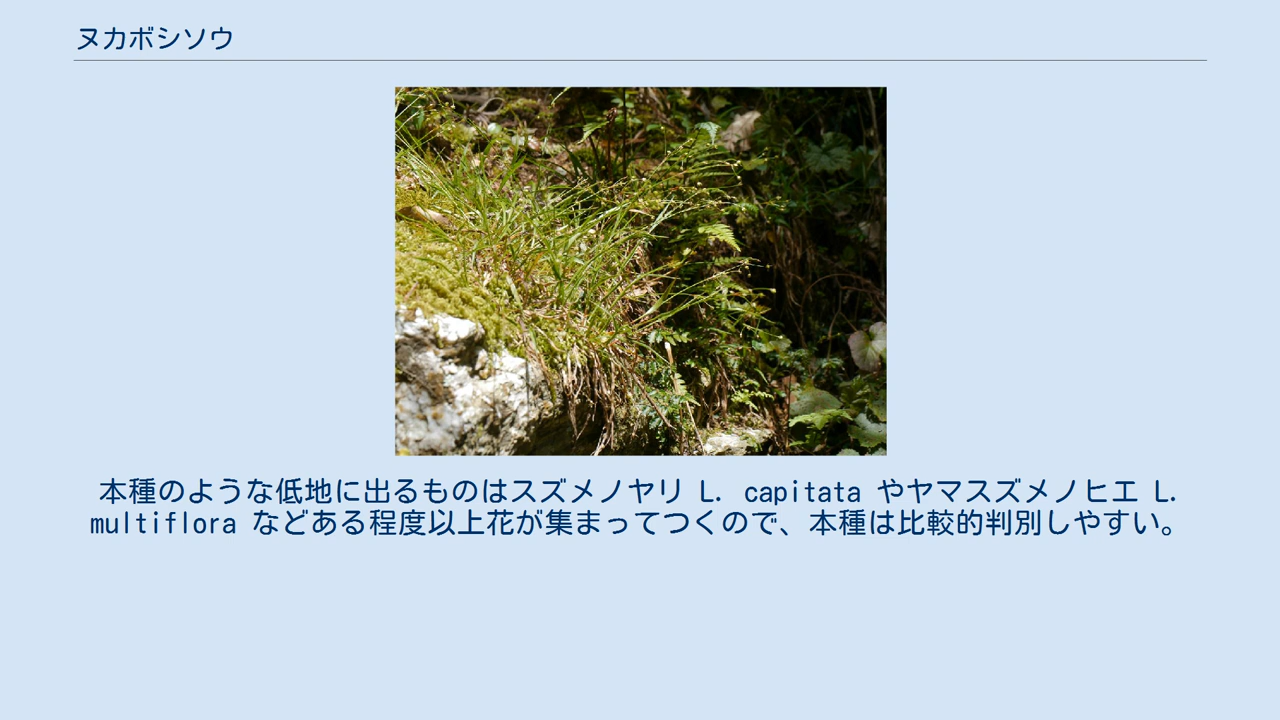 ヌカボシソウ
本種のような低地に出るものはスズメノヤリ L. capitata やヤマスズメノヒエ L.
multiflora などある程度以上花が集まってつくので、本種は比較的判別しやすい。